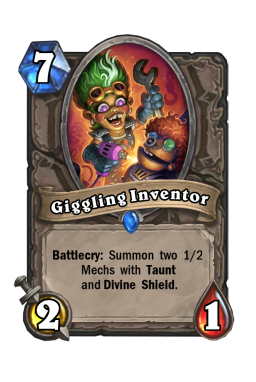 7
Giggling Inventor
Battlecry: Summon two 1/2
Mechs with Taunt
and Divine Shield.
2
1